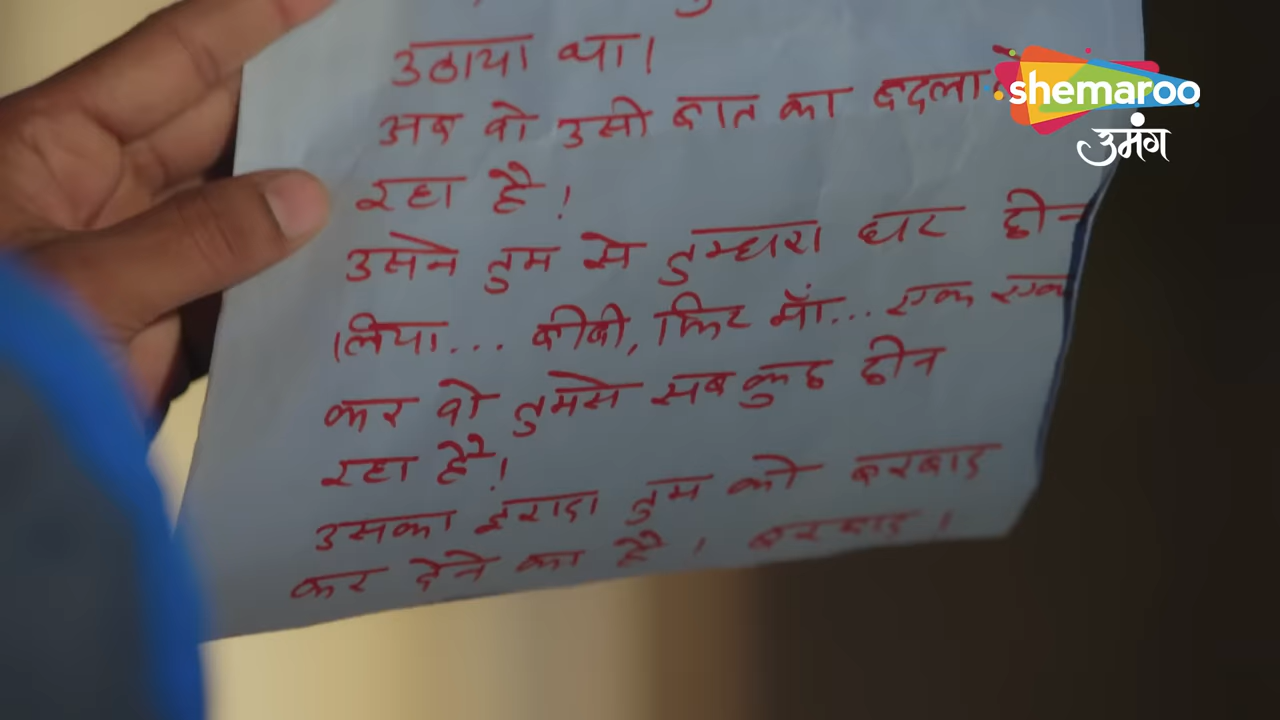 उठाया था।
shemaroo
उमंग
अब वो उसी बात का बदला
रहा है!
उसने तुम से तुम्हारा घर छीन
लिया... बीवी, फिर माँ... एक एक
कर वो तुमसे सब कुछ छीन
रहा है!
उसका इरादा तुम को बरबाद
कर देने का है। बरबाद।